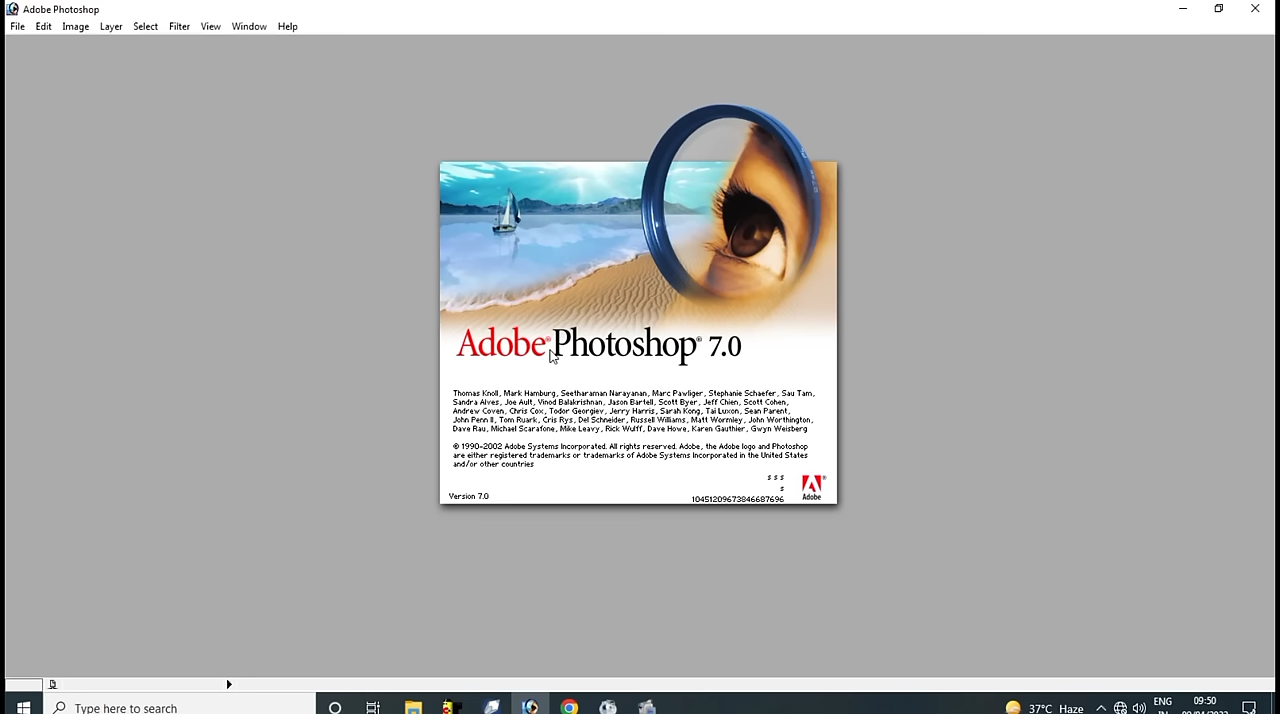 Adobe Photoshop
File Edit Image Layer Select Filter View Window Help
Adobe® Photoshop® 7.0
Thomas Knoll, Mark Hamburg, Seetharaman Narayanan, Marc Pawliger, Stephanie Schaefer, Sau Tam,
Sandra Alves, Joe Ault, Vinod Balakrishnan, Jason Bartell, Scott Byer, Jeff Chien, Scott Cohen,
Andrew Coven, Chris Cox, Todor Georgiev, Jerry Harris, Sarah Kong, Tai Luxon, Sean Parent,
John Penn II, Tom Ruark, Cris Rys, Del Schneider, Russell Williams, Matt Wormley, John Worthington,
Dave Rau, Michael Scarafone, Mike Leavy, Rick Wulff, Dave Howe, Karen Gauthier, Gwyn Weisberg
© 1990-2002 Adobe Systems Incorporated. All rights reserved. Adobe, the Adobe logo and Photoshop
are either registered trademarks or trademarks of Adobe Systems Incorporated in the United States
and/or other countries
s s s
s
Version 7.0
10451209673846687696
Adobe
Type here to search
37°C Haze
ENG
09:50